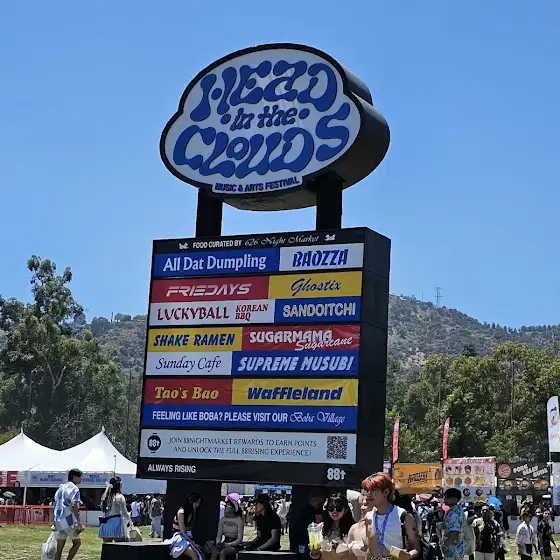 HEAD
in the
CLOUDS
MUSIC & ARTS FESTIVAL
FOOD CURATED BY 626 Night Market
All Dat Dumpling BAOZZA
FRIEDAYS Ghostix
LUCKYBALL KOREAN BBQ SANDOITCHI
SHAKE RAMEN SUGARMAMA Sugarcane
Sunday Cafe SUPREME MUSUBI
Tao's Bao Waffleland
FEELING LIKE BOBA? PLEASE VISIT OUR Boba Village
88↑ JOIN 88NIGHTMARKET REWARDS TO EARN POINTS
AND UNLOCK THE FULL 88RISING EXPERIENCE!
ALWAYS RISING 88↑